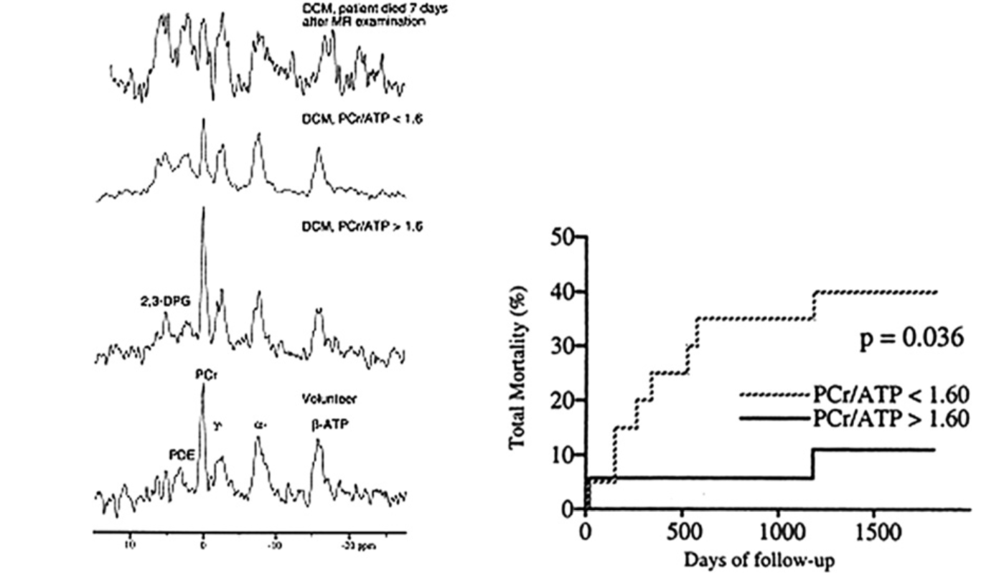 DCM, patient died 7 days
after MR examination
DCM, PCr/ATP < 1.6
DCM, PCr/ATP > 1.6
2,3-DPG
PCr
Volunteer
γ-
α-
β-ATP
PDE
10
0
-10
-20 ppm
50
40
30
20
10
0
Total Mortality (%)
p = 0.036
PCr/ATP < 1.60
PCr/ATP > 1.60
0
500
1000
1500
Days of follow-up